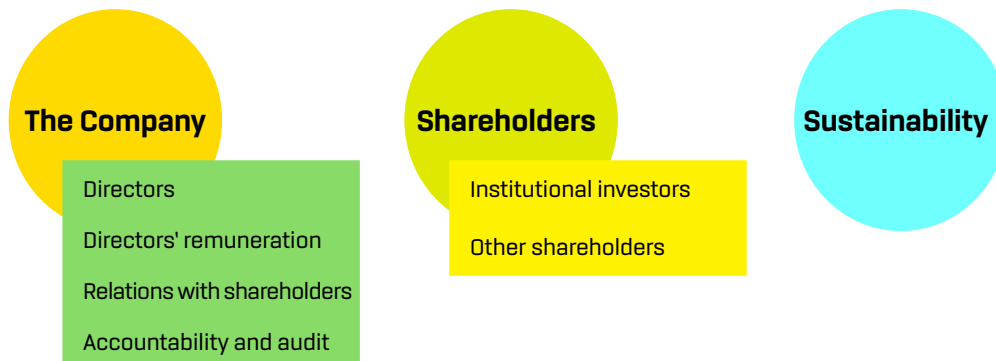 The Company
Directors
Directors' remuneration
Relations with shareholders
Accountability and audit
Shareholders
Institutional investors
Other shareholders
Sustainability